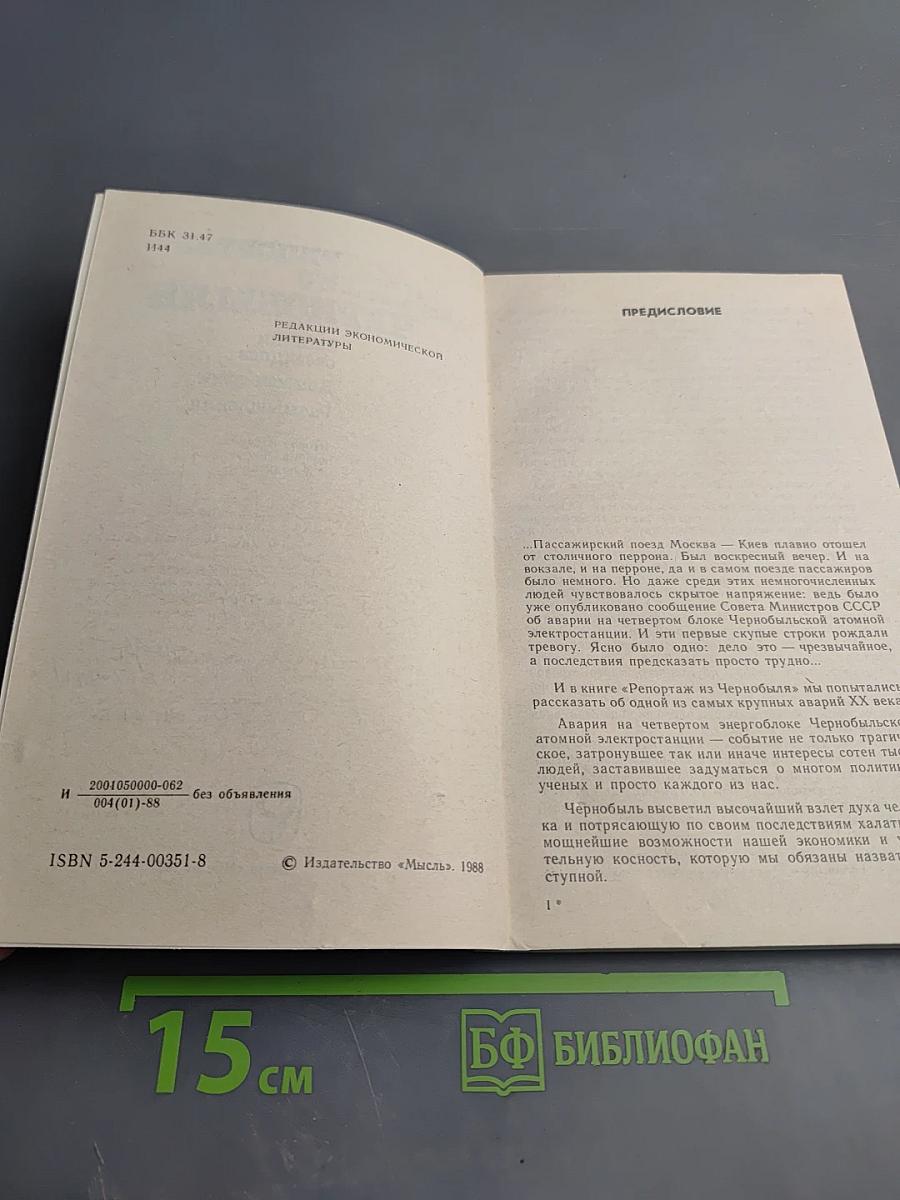 ББК 31.47
И44
РЕДАКЦИИ ЭКОНОМИЧЕСКОЙ
ЛИТЕРАТУРЫ
И 2001050000-062
004(01)-88 без объявления
ISBN 5-244-00351-8
© Издательство «Мысль». 1988
ПРЕДИСЛОВИЕ
...Пассажирский поезд Москва — Киев плавно отошел
от столичного перрона. Был воскресный вечер. И на
вокзале, и на перроне, да и в самом поезде пассажиров
было немного. Но даже среди этих немногочисленных
людей чувствовалось скрытое напряжение: ведь было
уже опубликовано сообщение Совета Министров СССР
об аварии на четвертом блоке Чернобыльской атомной
электростанции. И эти первые скупые строки рождали
тревогу. Ясно было одно: дело это — чрезвычайное,
а последствия предсказать просто трудно...
И в книге «Репортаж из Чернобыля» мы попытались
рассказать об одной из самых крупных аварий XX века
Авария на четвертом энергоблоке Чернобыльско
атомной электростанции — событие не только трагич
ское, затронувшее так или иначе интересы сотен тыс
людей, заставившее задуматься о многом политик
ученых и просто каждого из нас.
Чернобыль высветил высочайший взлет духа чел
ка и потрясающую по своим последствиям халатн
мощнейшие возможности нашей экономики и у
тельную косность, которую мы обязаны назват
ступной.
1*
15 см
БФ БИБЛИОФАН